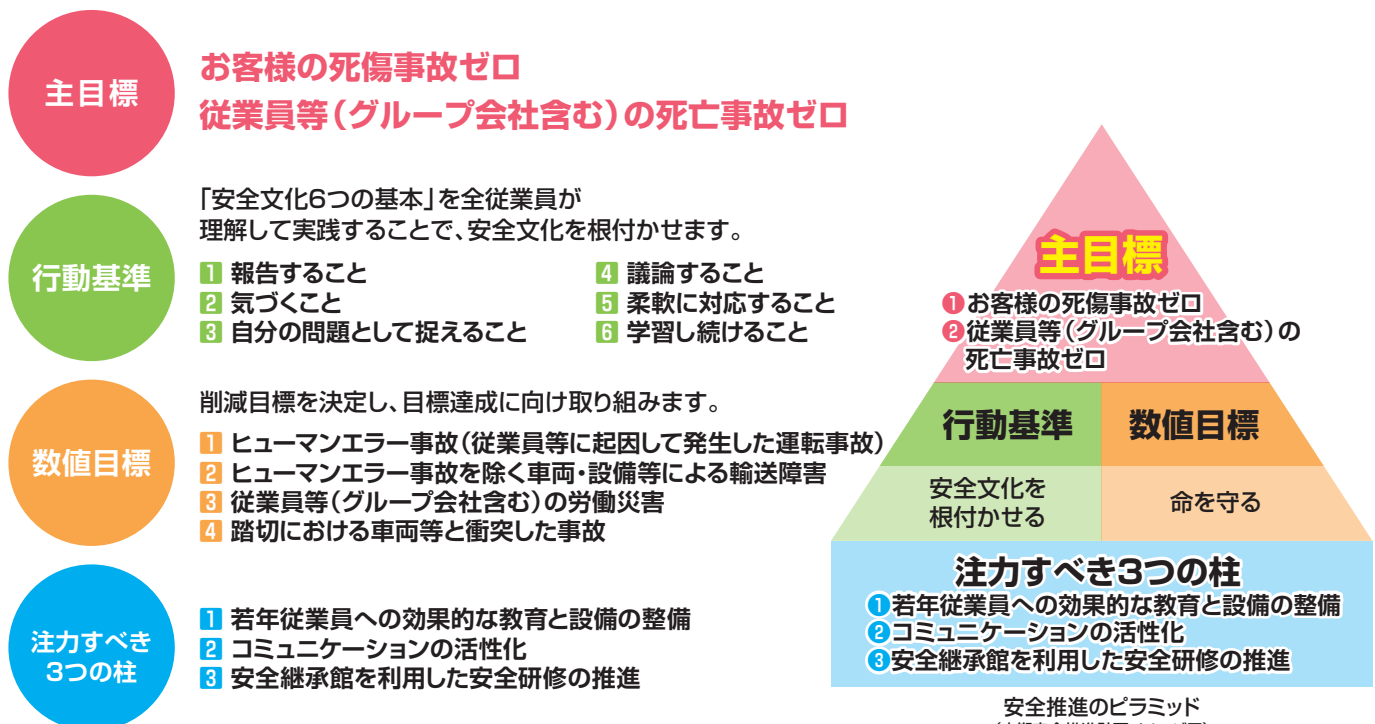 主目標
お客様の死傷事故ゼロ
従業員等(グループ会社含む)の死亡事故ゼロ
行動基準
「安全文化6つの基本」を全従業員が
理解して実践することで、安全文化を根付かせます。
1 報告すること
2 気づくこと
3 自分の問題として捉えること
4 議論すること
5 柔軟に対応すること
6 学習し続けること
数値目標
削減目標を決定し、目標達成に向け取り組みます。
1 ヒューマンエラー事故(従業員等に起因して発生した運転事故)
2 ヒューマンエラー事故を除く車両・設備等による輸送障害
3 従業員等(グループ会社含む)の労働災害
4 踏切における車両等と衝突した事故
注力すべき
3つの柱
1 若年従業員への効果的な教育と設備の整備
2 コミュニケーションの活性化
3 安全継承館を利用した安全研修の推進
主目標
❶お客様の死傷事故ゼロ
❷従業員等(グループ会社含む)の
死亡事故ゼロ
行動基準
数値目標
安全文化を
根付かせる
命を守る
注力すべき3つの柱
❶若年従業員への効果的な教育と設備の整備
❷コミュニケーションの活性化
❸安全継承館を利用した安全研修の推進
安全推進のピラミッド